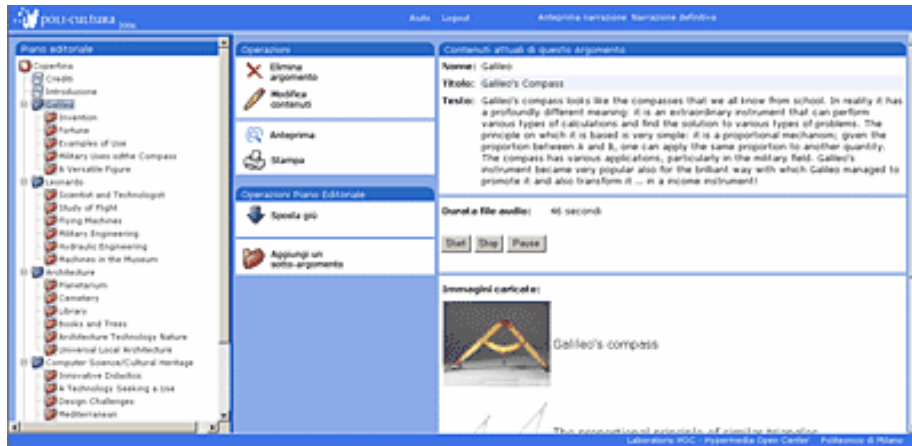 POLI-CULTURA 2006
Aiuto Logout Anteprima narrazione Narrazione definitiva
Piano editoriale
Copertina
Crediti
Introduzione
Galileo
Invention
Fortune
Examples of Use
Military Uses of the Compass
A Versatile Figure
Leonardo
Scientist and Technologist
Study of Flight
Flying Machines
Military Engineering
Hydraulic Engineering
Machines in the Museum
Architecture
Planetarium
Cemetery
Library
Books and Trees
Architecture Technology Nature
Universal Local Architecture
Computer Science/Cultural Heritage
Innovative Didactics
A Technology Seeking a Use
Design Challenges
Mediterranean
Operazioni
Elimina
argomento
Modifica
contenuti
Anteprima
Stampa
Operazioni Piano Editoriale
Sposta giù
Aggiungi un
sotto-argomento
Contenuti attuali di questo Argomento
Nome: Galileo
Titolo: Galileo's Compass
Testo: Galileo's compass looks like the compasses that we all know from school. In reality it has
a profoundly different meaning: it is an extraordinary instrument that can perform
various types of calculations and find the solution to various types of problems. The
principle on which it is based is very simple: it is a proportional mechanism; given the
proportion between A and B, one can apply the same proportion to another quantity.
The compass has various applications, particularly in the military field. Galileo's
instrument became very popular also for the brilliant way with which Galileo managed to
promote it and also transform it ... in a income instrument!
Durata file audio: 46 secondi
Start Stop Pause
Immagini caricate:
Galileo's compass
The proportional principle of similar triangles
Laboratorio HOC - Hypermedia Open Center Politecnico di Milano